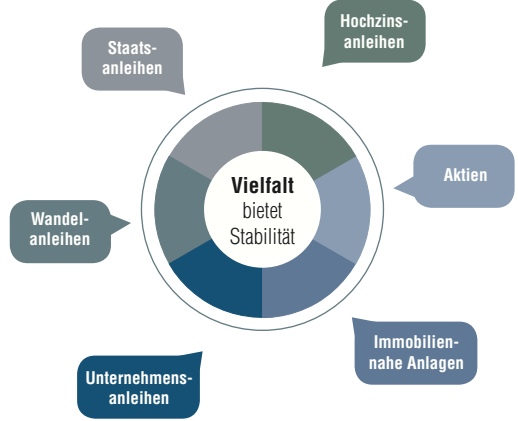 Hochzins-
anleihen
Staats-
anleihen
Aktien
Vielfalt
bietet
Stabilität
Wandel-
anleihen
Immobilien-
nahe Anlagen
Unternehmens-
anleihen